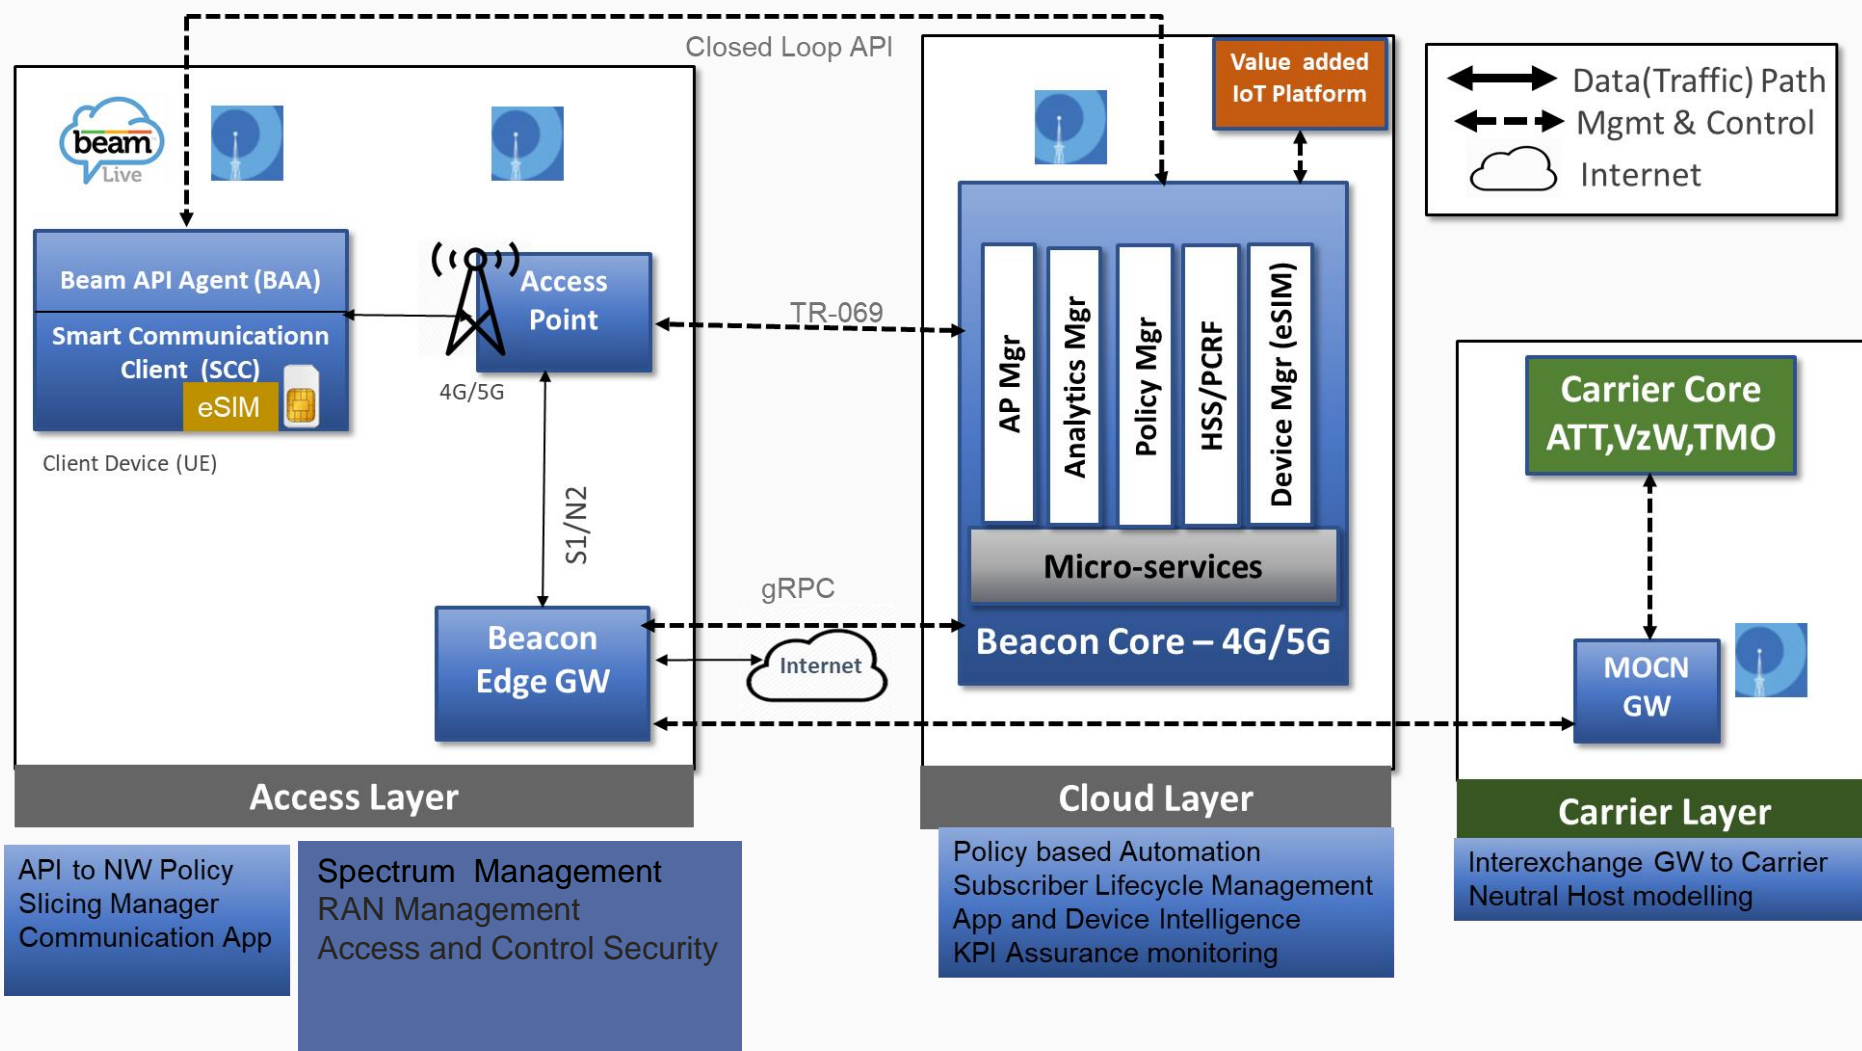 Closed Loop API
Value added
IoT Platform
Data(Traffic) Path
Mgmt & Control
Internet
beam
Live
Beam API Agent (BAA)
Smart Communicationn
Client (SCC)
eSIM
Client Device (UE)
Access
Point
4G/5G
TR-069
S1/N2
gRPC
Beacon
Edge GW
Internet
AP Mgr
Analytics Mgr
Policy Mgr
HSS/PCRF
Device Mgr (eSIM)
Micro-services
Beacon Core – 4G/5G
Carrier Core
ATT,VzW,TMO
MOCN
GW
Access Layer
Cloud Layer
Carrier Layer
API to NW Policy
Slicing Manager
Communication App
Spectrum Management
RAN Management
Access and Control Security
Policy based Automation
Subscriber Lifecycle Management
App and Device Intelligence
KPI Assurance monitoring
Interexchange GW to Carrier
Neutral Host modelling